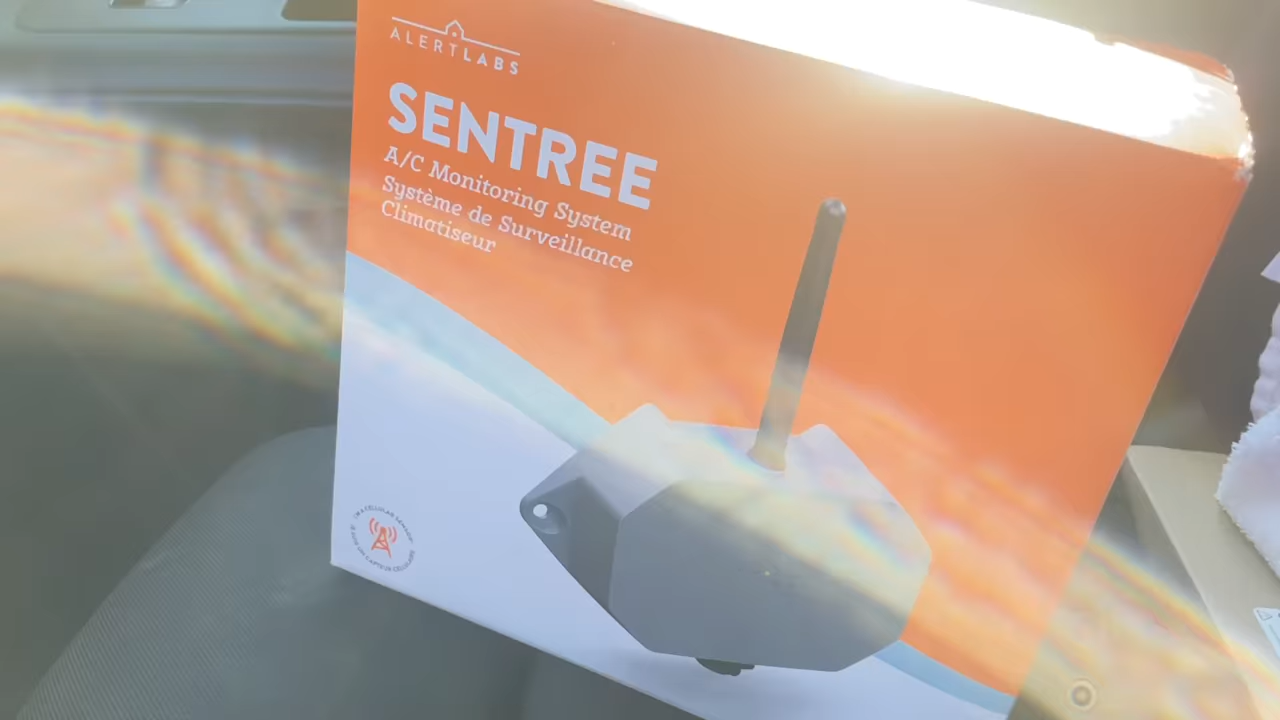 ALERTLABS
SENTREE
A/C Monitoring System
Système de Surveillance
Climatiseur